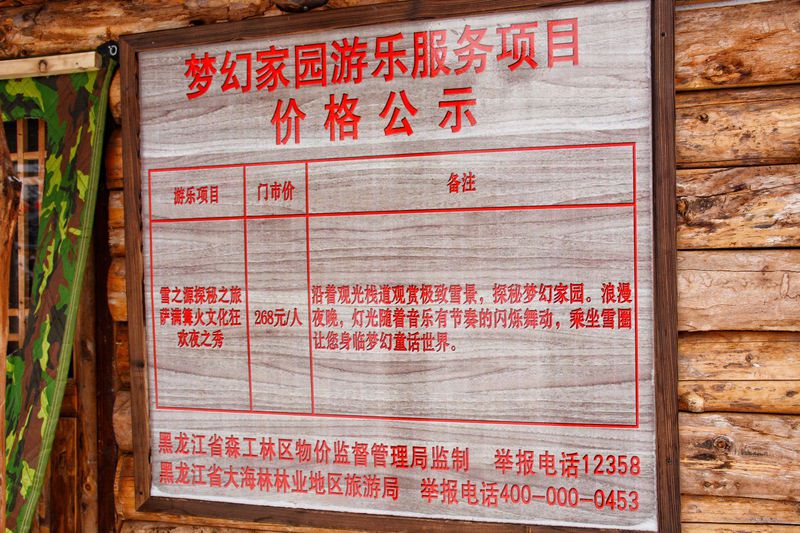 梦幻家园游乐服务项目
价格公示
游乐项目 门市价 备注
雪之源探秘之旅
萨满篝火文化狂
欢夜之秀
268元/人
沿着观光栈道观赏极致雪景，探秘梦幻家园。浪漫
夜晚，灯光随着音乐有节奏的闪烁舞动，乘坐雪圈
让您身临梦幻童话世界。
黑龙江省森工林区物价监督管理局监制 举报电话12358
黑龙江省大海林林业地区旅游局 举报电话400-000-0453